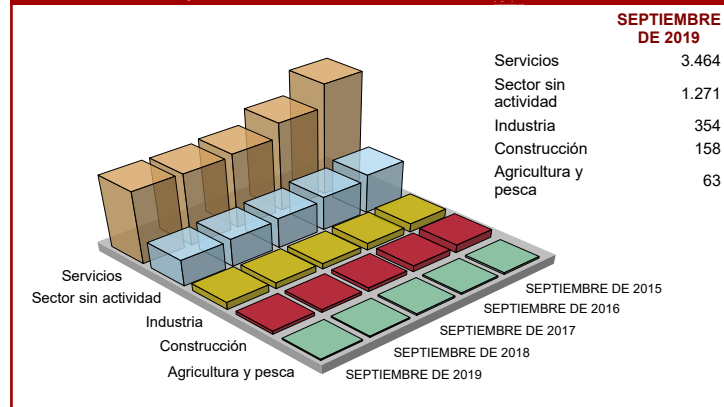 SEPTIEMBRE
DE 2019
Servicios 3.464
Sector sin
actividad 1.271
Industria 354
Construcción 158
Agricultura y
pesca 63
Servicios
Sector sin actividad
Industria
Construcción
Agricultura y pesca
SEPTIEMBRE DE 2015
SEPTIEMBRE DE 2016
SEPTIEMBRE DE 2017
SEPTIEMBRE DE 2018
SEPTIEMBRE DE 2019